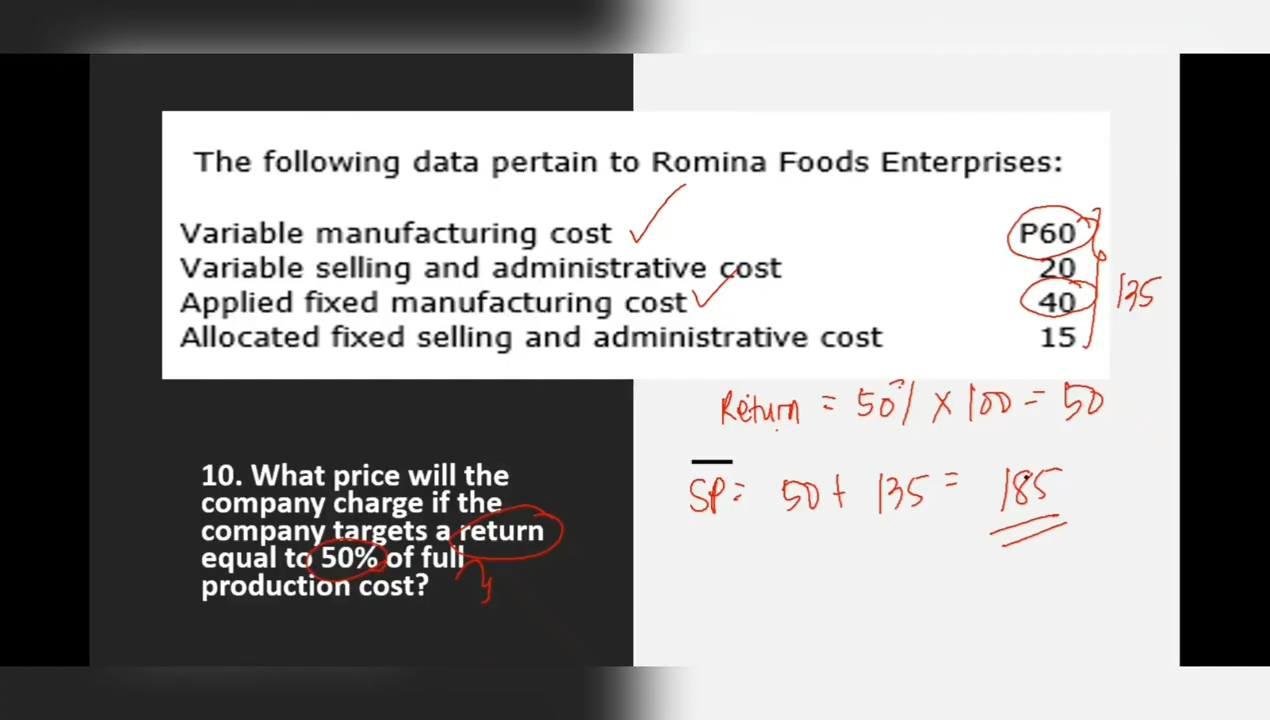 The following data pertain to Romina Foods Enterprises:
Variable manufacturing cost P60
Variable selling and administrative cost 20
Applied fixed manufacturing cost 40
Allocated fixed selling and administrative cost 15
135
Return = 50% x 100 = 50
SP= 50 + 135 = 185
10. What price will the
company charge if the
company targets a return
equal to 50% of full
production cost?